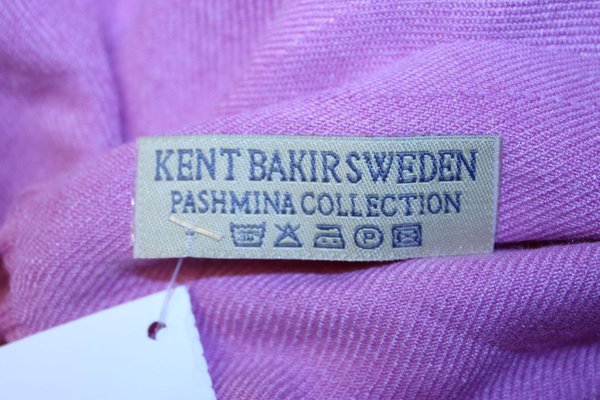 KENT BAKIR SWEDEN
PASHMINA COLLECTION